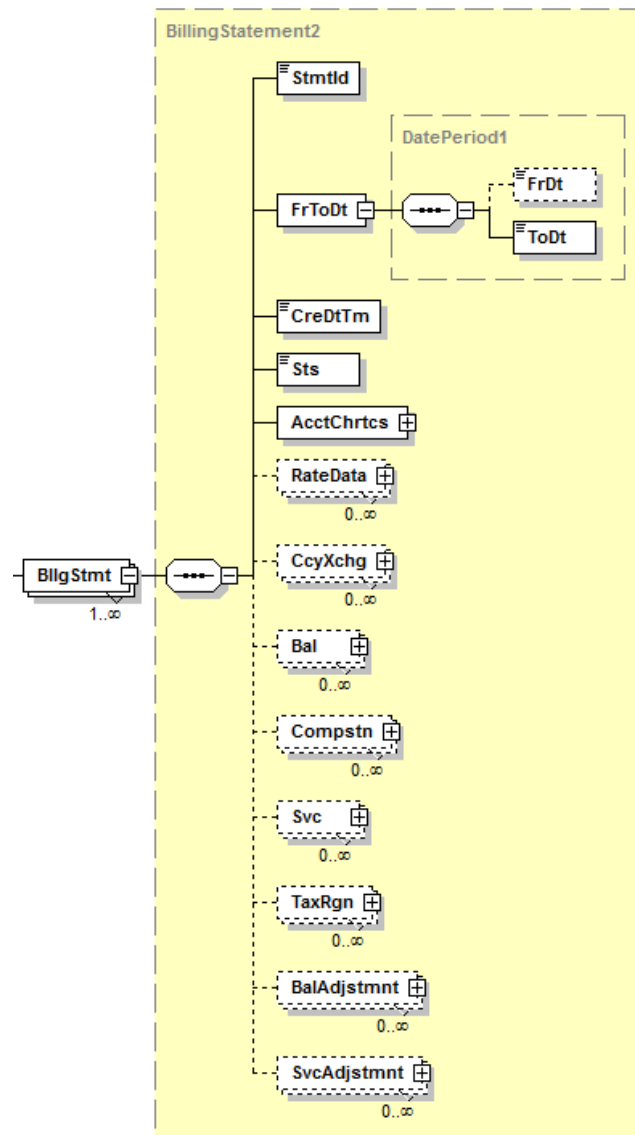 BillingStatement2
StmtId
DatePeriod1
FrDt
FrToDt
ToDt
CreDtTm
Sts
AcctChrtcs
RateData
0..∞
CcyXchg
BllgStmt
0..∞
1..∞
Bal
0..∞
Compstn
0..∞
Svc
0..∞
TaxRgn
0..∞
BalAdjstmnt
0..∞
SvcAdjstmnt
0..∞